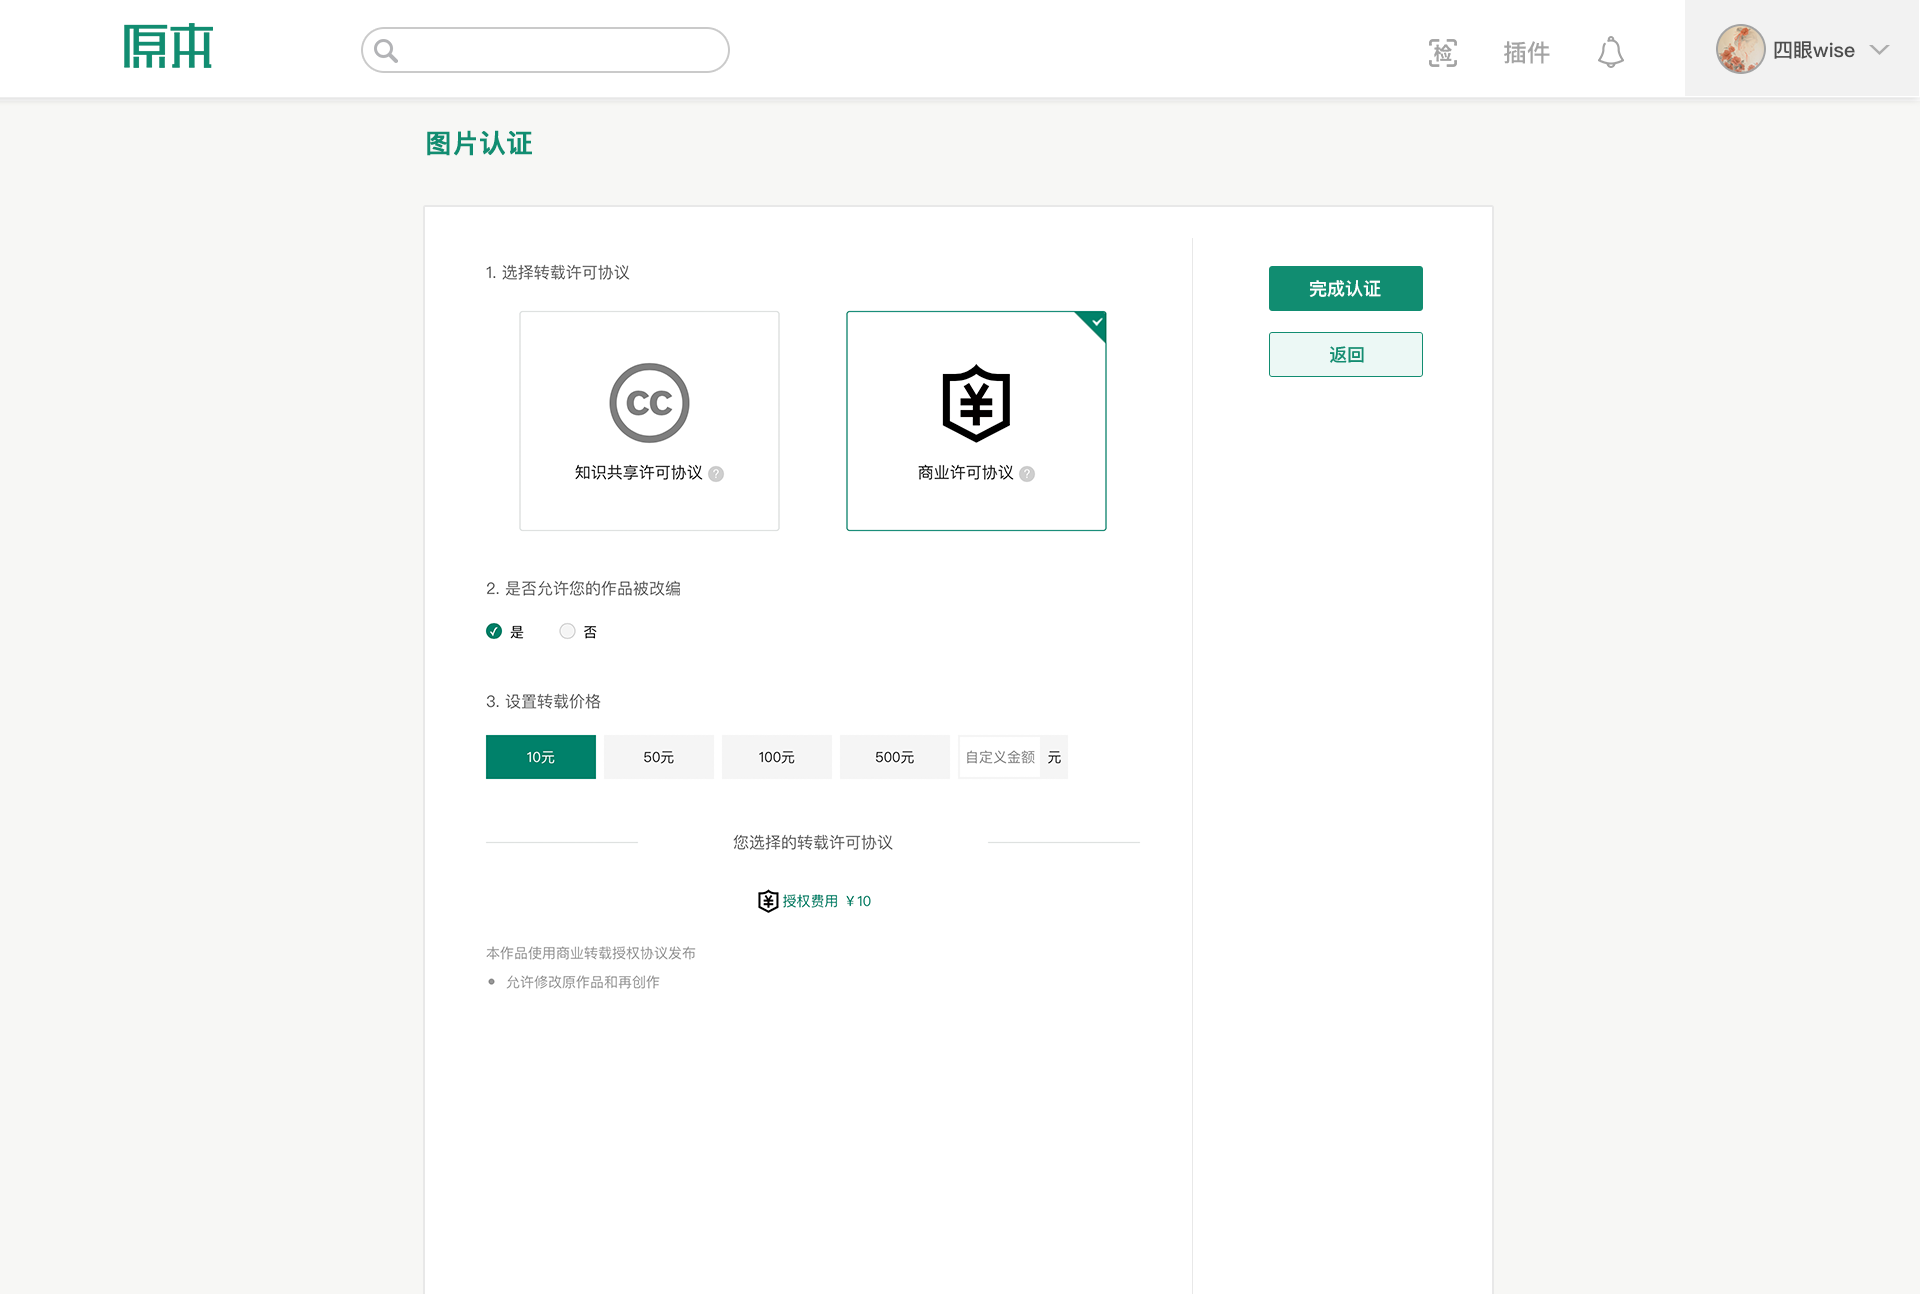 原本
检
插件
四眼wise
图片认证
1. 选择转载许可协议
完成认证
返回
cc
¥
知识共享许可协议 ?
商业许可协议 ?
2. 是否允许您的作品被改编
是 否
3. 设置转载价格
10元 50元 100元 500元 自定义金额 元
您选择的转载许可协议
¥ 授权费用 ¥ 10
本作品使用商业转载授权协议发布
• 允许修改原作品和再创作